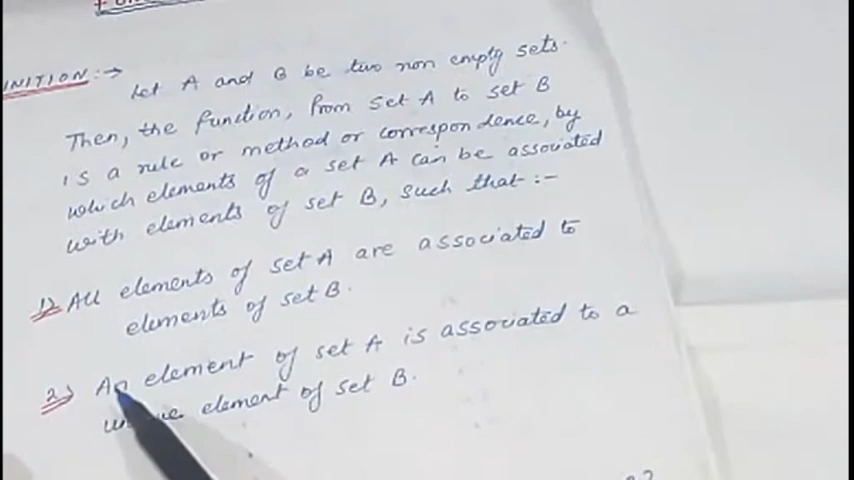 INITION :→ Let A and B be two non empty sets.
Then, the function, from set A to set B
is a rule or method or correspondence, by
which elements of a set A can be associated
with elements of set B, such that :-
1) All elements of set A are associated to
elements of set B.
2) An element of set A is associated to a
element of set B.